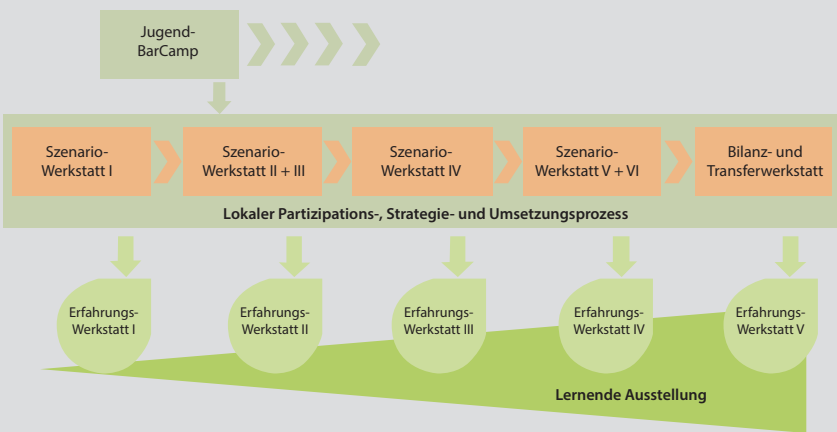 Jugend-
BarCamp
Szenario-
Werkstatt I
Szenario-
Werkstatt II + III
Szenario-
Werkstatt IV
Szenario-
Werkstatt V + VI
Bilanz- und
Transferwerkstatt
Lokaler Partizipations-, Strategie- und Umsetzungsprozess
Erfahrungs-
Werkstatt I
Erfahrungs-
Werkstatt II
Erfahrungs-
Werkstatt III
Erfahrungs-
Werkstatt IV
Erfahrungs-
Werkstatt V
Lernende Ausstellung